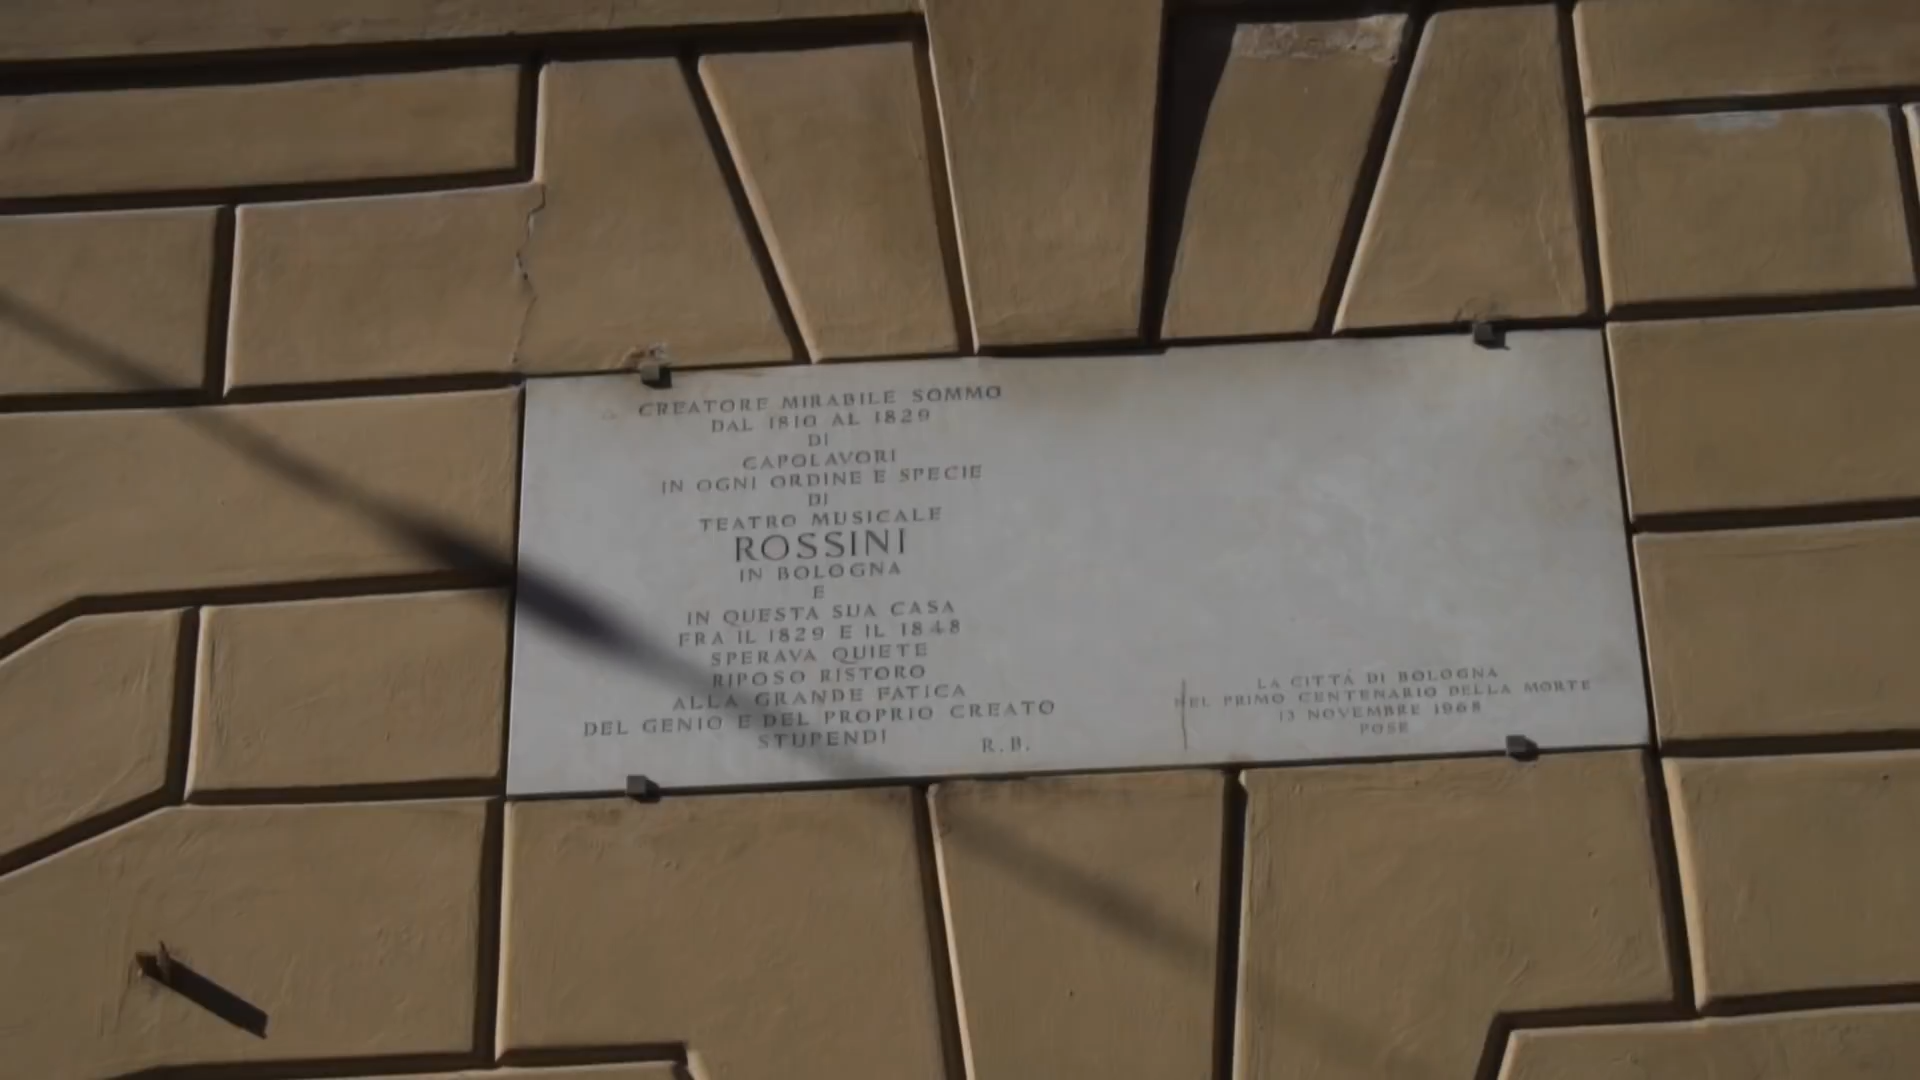 CREATORE MIRABILE SOMMO
DAL 1810 AL 1829
DI
CAPOLAVORI
IN OGNI ORDINE E SPECIE
DI
TEATRO MUSICALE
ROSSINI
IN BOLOGNA
E
IN QUESTA SUA CASA
FRA IL 1829 E IL 1848
SPERAVA QUIETE
RIPOSO RISTORO
ALLA GRANDE FATICA
DEL GENIO E DEL PROPRIO CREATO
STUPENDI
R. B.
LA CITTÁ DI BOLOGNA
NEL PRIMO CENTENARIO DELLA MORTE
13 NOVEMBRE 1968
POSE